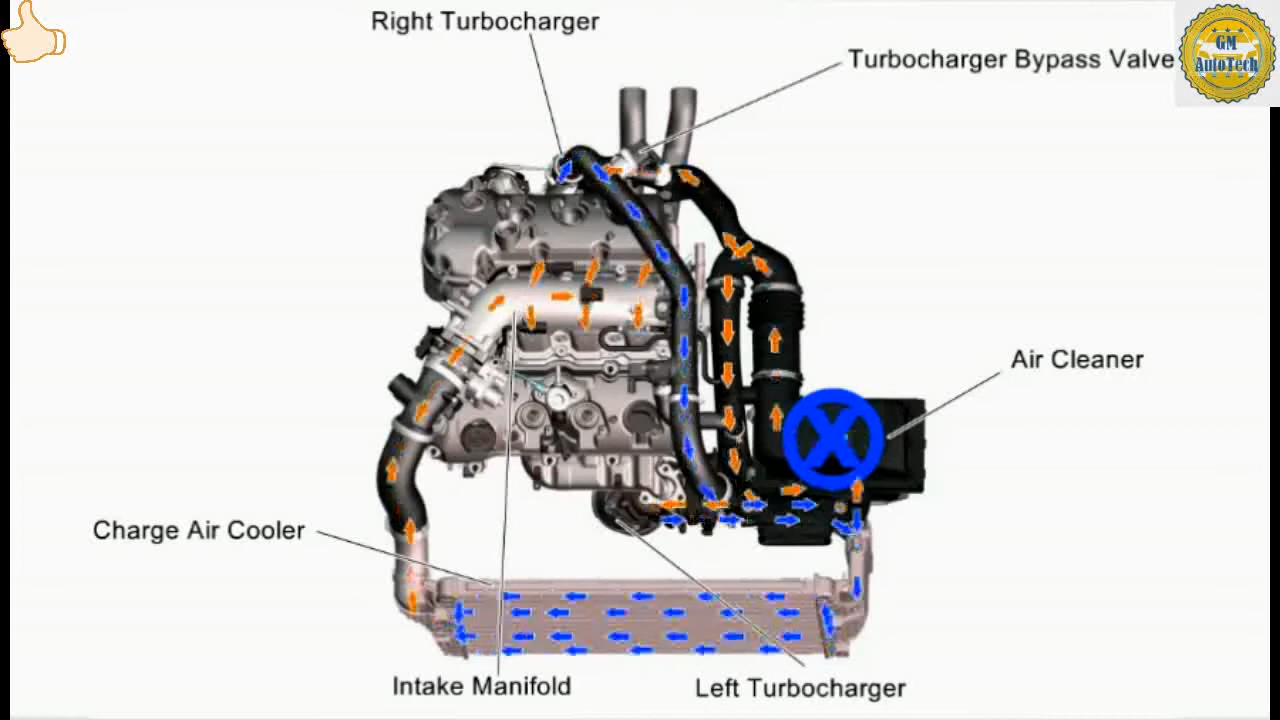 Right Turbocharger
Turbocharger Bypass Valve
GM
AutoTech
Air Cleaner
X
Charge Air Cooler
Intake Manifold
Left Turbocharger